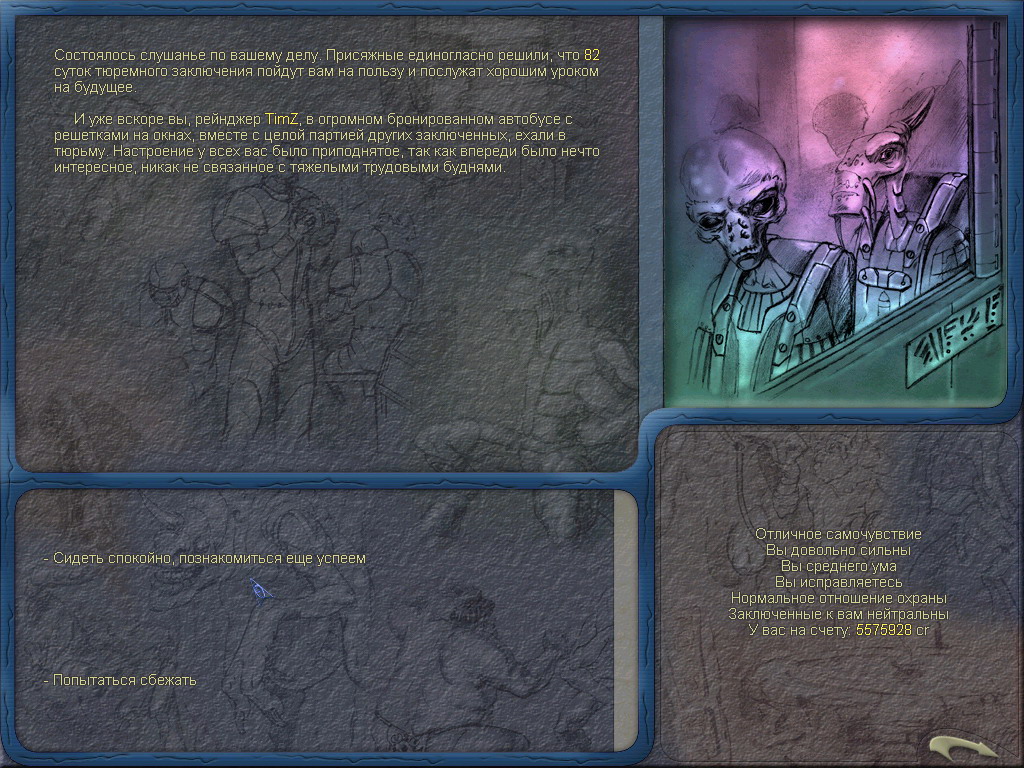 Состоялось слушанье по вашему делу. Присяжные единогласно решили, что 82
суток тюремного заключения пойдут вам на пользу и послужат хорошим уроком
на будущее.
И уже вскоре вы, рейнджер TimZ, в огромном бронированном автобусе с
решетками на окнах, вместе с целой партией других заключенных, ехали в
тюрьму. Настроение у всех вас было приподнятое, так как впереди было нечто
интересное, никак не связанное с тяжелыми трудовыми буднями.
- Сидеть спокойно, познакомиться еще успеем
- Попытаться сбежать
Отличное самочувствие
Вы довольно сильны
Вы среднего ума
Вы исправляетесь
Нормальное отношение охраны
Заключенные к вам нейтральны
У вас на счету: 5575928 cr